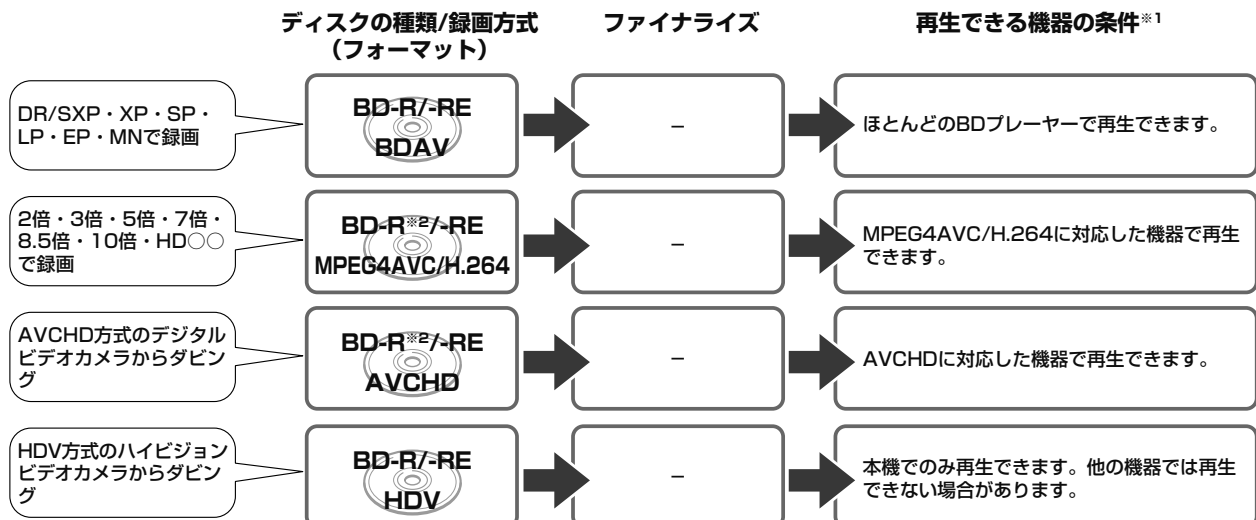 ディスクの種類/録画方式
（フォーマット）
ファイナライズ
再生できる機器の条件※1
DR/SXP・XP・SP・
LP・EP・MNで録画
BD-R/-RE
BDAV
–
ほとんどのBDプレーヤーで再生できます。
2倍・3倍・5倍・7倍・
8.5倍・10倍・HD○○
で録画
BD-R※2/-RE
MPEG4AVC/H.264
–
MPEG4AVC/H.264に対応した機器で再生
できます。
AVCHD方式のデジタル
ビデオカメラからダビン
グ
BD-R※2/-RE
AVCHD
–
AVCHDに対応した機器で再生できます。
HDV方式のハイビジョン
ビデオカメラからダビン
グ
BD-R/-RE
HDV
–
本機でのみ再生できます。他の機器では再生
できない場合があります。